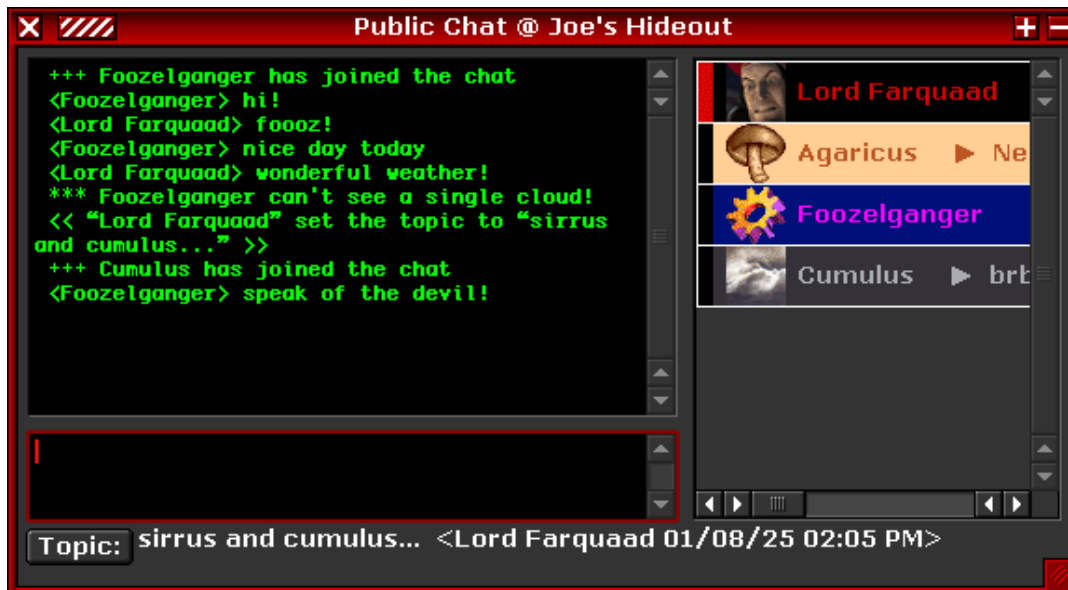 Public Chat @ Joe's Hideout
+++ Foozelganger has joined the chat
<Foozelganger> hi!
<Lord Farquaad> foooz!
<Foozelganger> nice day today
<Lord Farquaad> wonderful weather!
*** Foozelganger can't see a single cloud!
<< “Lord Farquaad” set the topic to “sirrus
and cumulus...” >>
+++ Cumulus has joined the chat
<Foozelganger> speak of the devil!
Lord Farquaad
Agaricus ▶ Ne
Foozelganger
Cumulus ▶ brb
Topic: sirrus and cumulus... <Lord Farquaad 01/08/25 02:05 PM>